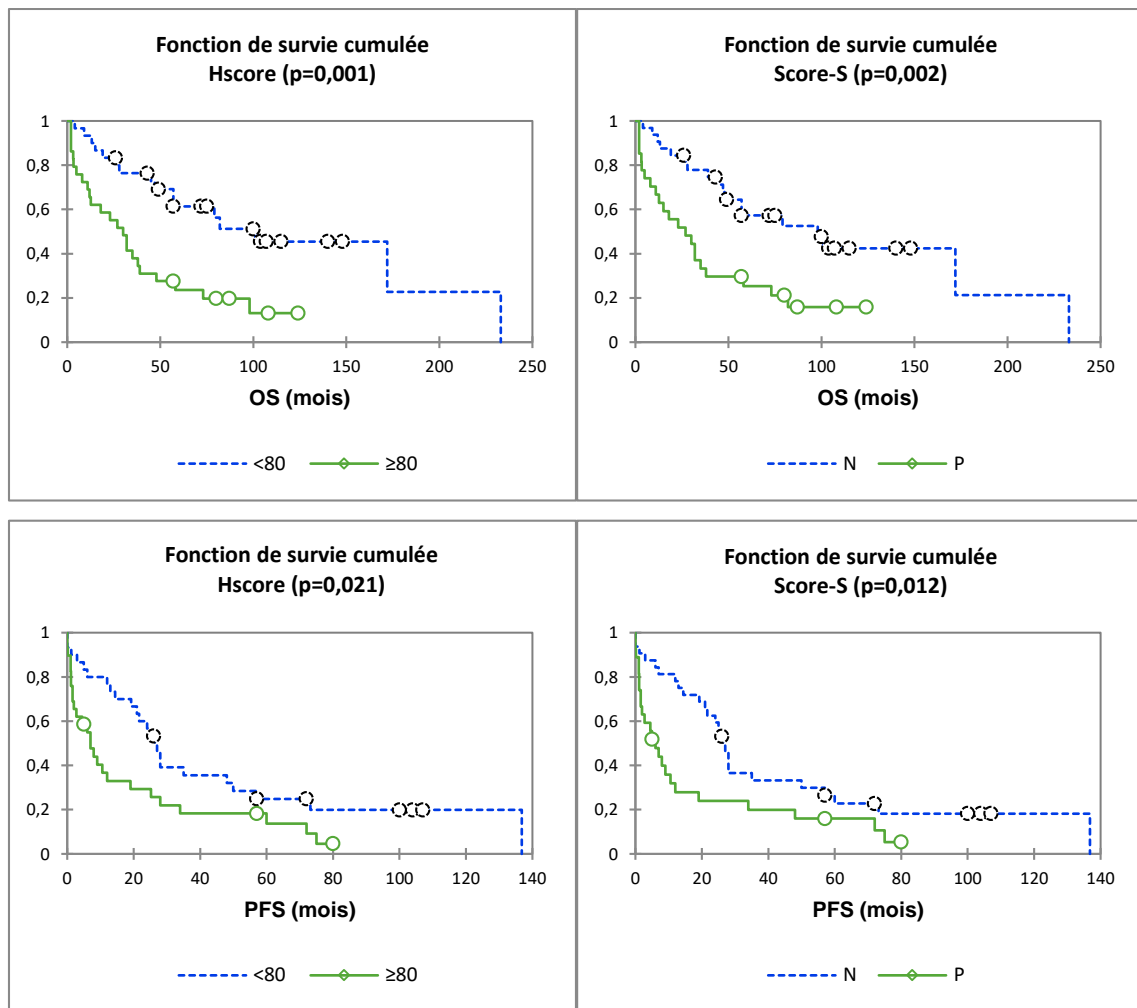 Fonction de survie cumulée
Hscore (p=0,001)
1
0,8
0,6
0,4
0,2
0
0 50 100 150 200 250
OS (mois)
<80 ≥80
Fonction de survie cumulée
Score-S (p=0,002)
1
0,8
0,6
0,4
0,2
0
0 50 100 150 200 250
OS (mois)
N P
Fonction de survie cumulée
Hscore (p=0,021)
1
0,8
0,6
0,4
0,2
0
0 20 40 60 80 100 120 140
PFS (mois)
<80 ≥80
Fonction de survie cumulée
Score-S (p=0,012)
1
0,8
0,6
0,4
0,2
0
0 20 40 60 80 100 120 140
PFS (mois)
N P